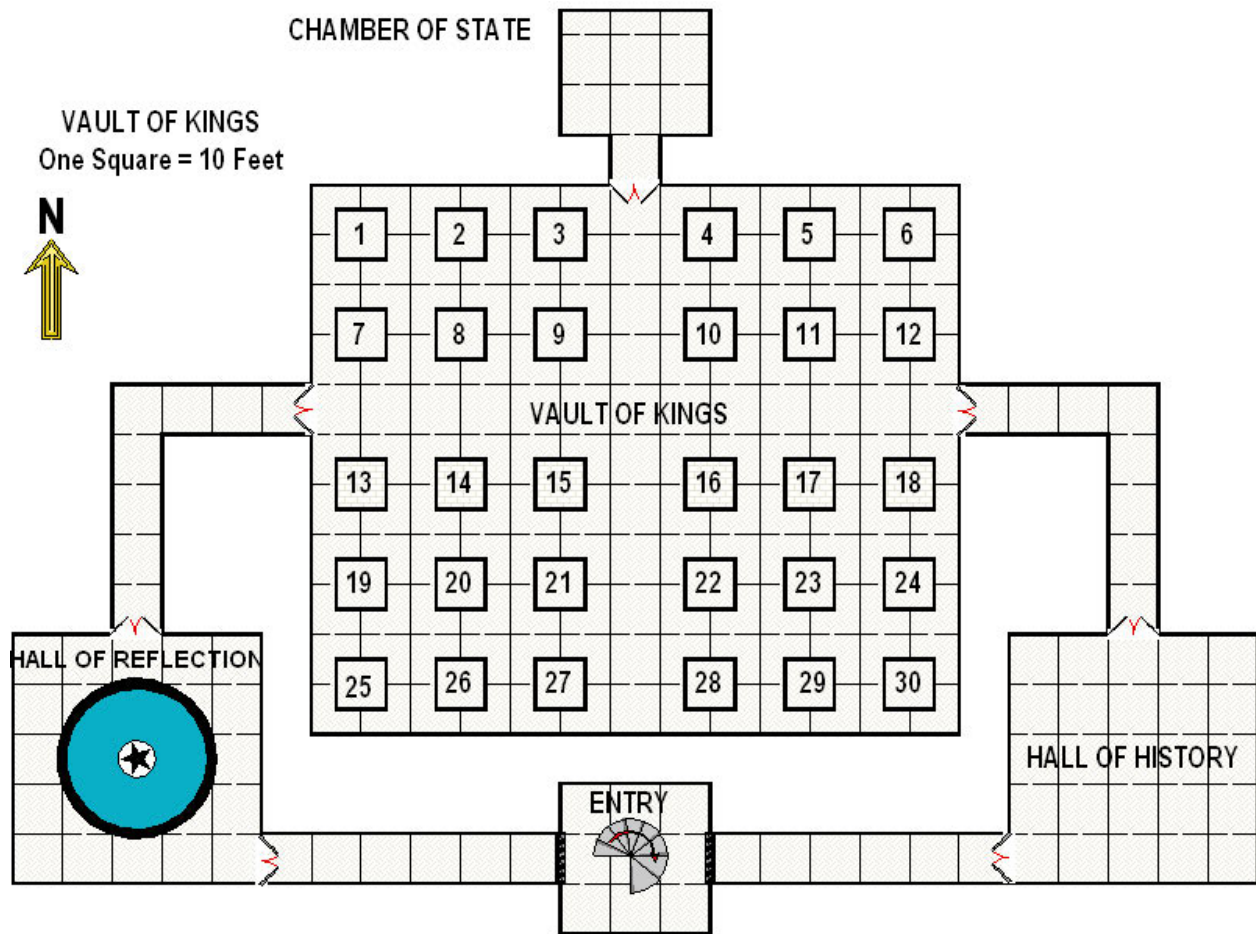 CHAMBER OF STATE
VAULT OF KINGS
One Square = 10 Feet
N
1 2 3 4 5 6
7 8 9 10 11 12
VAULT OF KINGS
13 14 15 16 17 18
19 20 21 22 23 24
HALL OF REFLECTION
25 26 27 28 29 30
HALL OF HISTORY
ENTRY